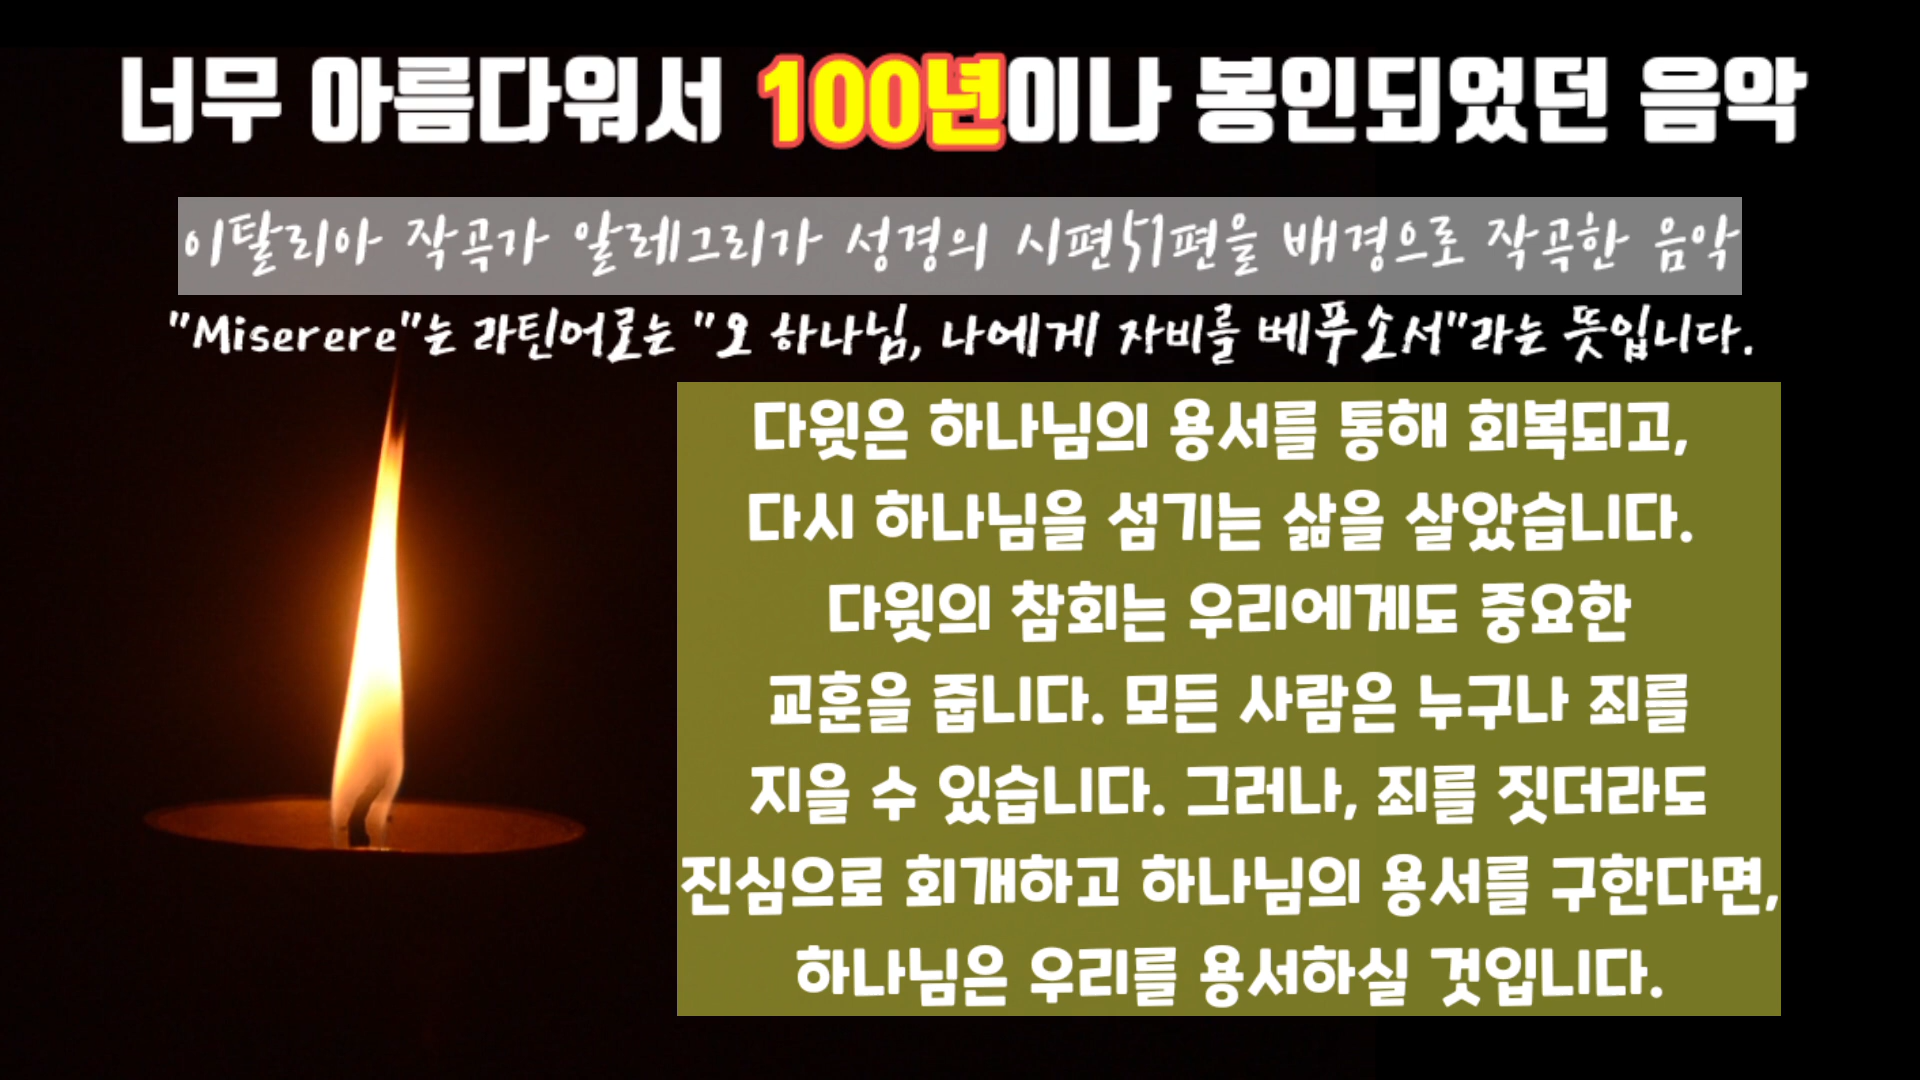 너무 아름다워서 100년이나 봉인되었던 음악
이탈리아 작곡가 알레그리가 성경의 시편51편을 배경으로 작곡한 음악
"Miserere"는 라틴어로는 "오 하나님, 나에게 자비를 베푸소서"라는 뜻입니다.
다윗은 하나님의 용서를 통해 회복되고,
다시 하나님을 섬기는 삶을 살았습니다.
다윗의 참회는 우리에게도 중요한
교훈을 줍니다. 모든 사람은 누구나 죄를
지을 수 있습니다. 그러나, 죄를 짓더라도
진심으로 회개하고 하나님의 용서를 구한다면,
하나님은 우리를 용서하실 것입니다.